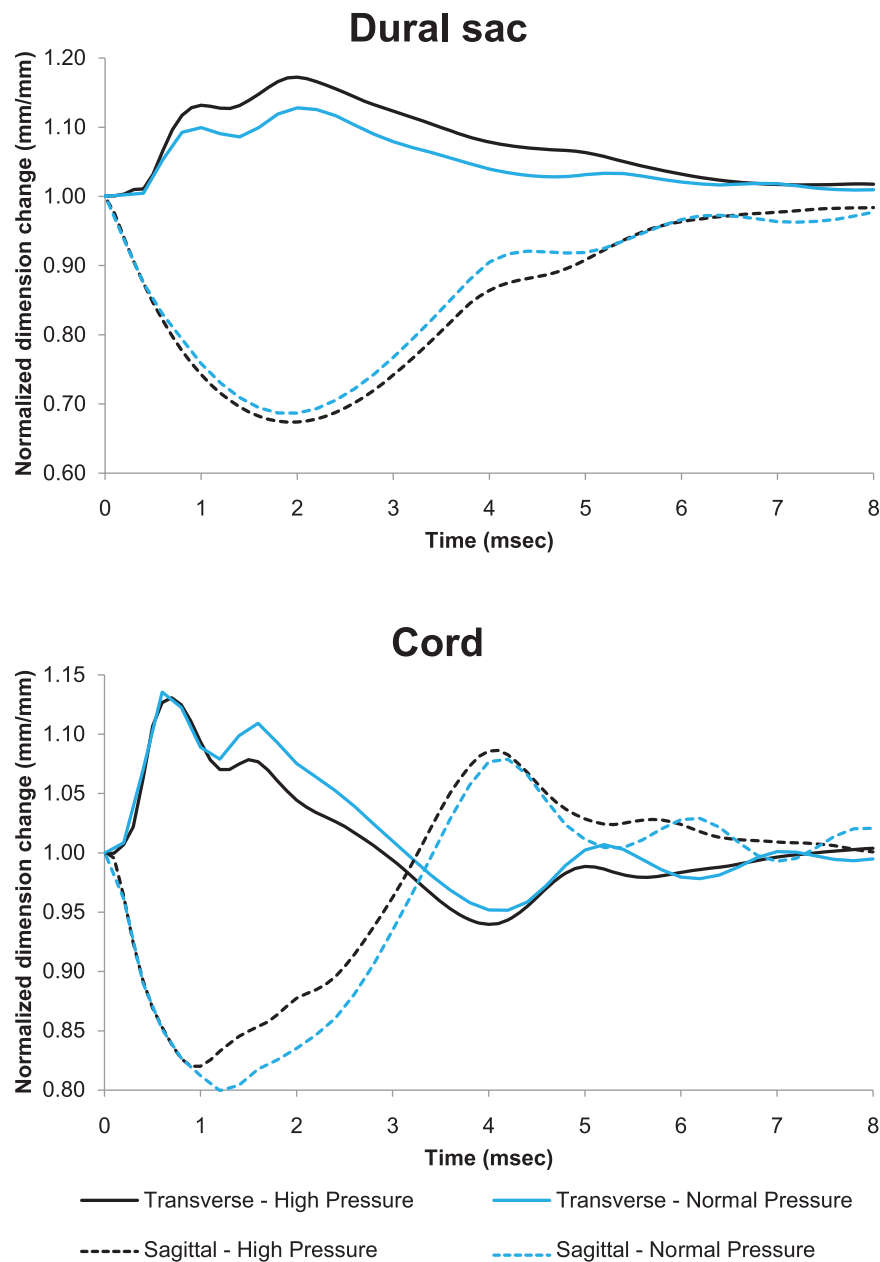 Dural sac
Normalized dimension change (mm/mm)
1.20
1.10
1.00
0.90
0.80
0.70
0.60
0 1 2 3 4 5 6 7 8
Time (msec)
Cord
Normalized dimension change (mm/mm)
1.15
1.10
1.05
1.00
0.95
0.90
0.85
0.80
0 1 2 3 4 5 6 7 8
Time (msec)
Transverse - High Pressure Transverse - Normal Pressure
Sagittal - High Pressure Sagittal - Normal Pressure